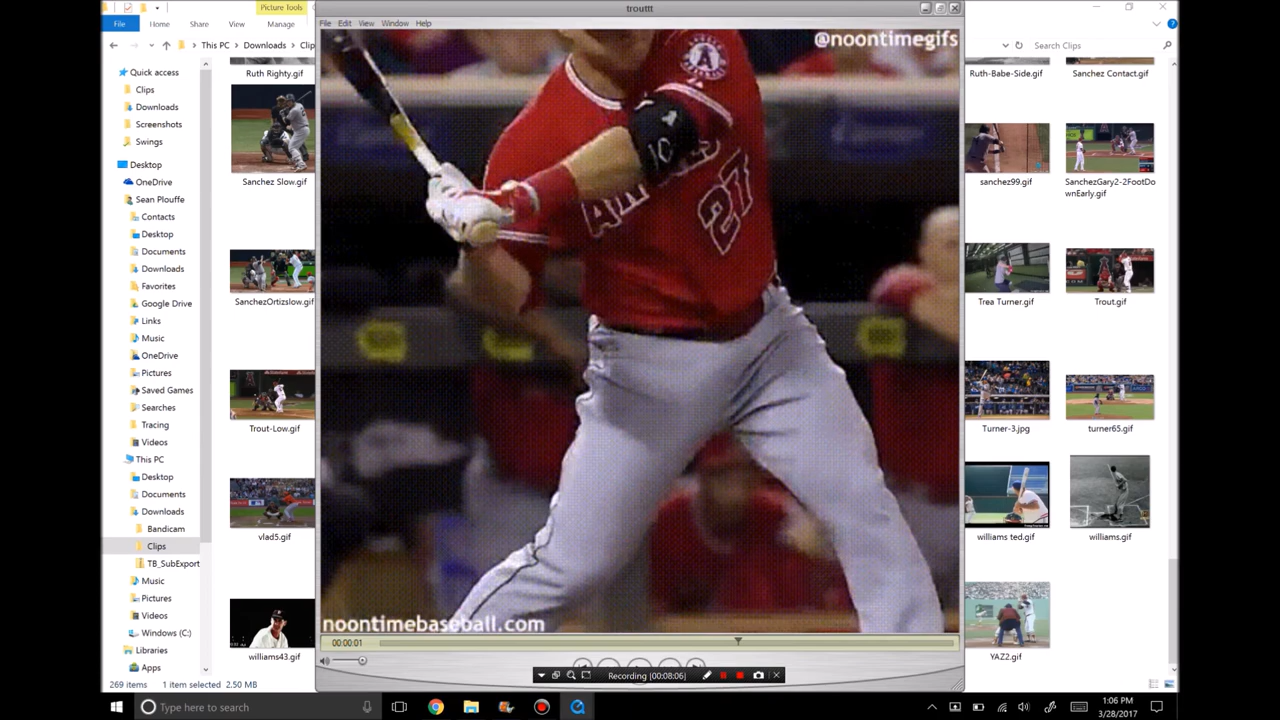 Picture Tools
trouttt
File
Home
Share
View
Manage
File Edit View Window Help
This PC
Downloads
Clip
Search Clips
Quick access
Clips
Downloads
Screenshots
Swings
Desktop
OneDrive
Sean Plouffe
Contacts
Desktop
Documents
Downloads
Favorites
Google Drive
Links
Music
OneDrive
Pictures
Saved Games
Searches
Tracing
Videos
This PC
Desktop
Documents
Downloads
Bandicam
Clips
TB_SubExport
Music
Pictures
Videos
Windows (C:)
Libraries
Apps
269 items
1 item selected 2.50 MB
Ruth Righty.gif
Sanchez Slow.gif
SanchezOrtizslow.gif
Trout-Low.gif
vlad5.gif
williams43.gif
@noontimegifs
A
27
noontimebaseball.com
00:00:01
Recording [00:08:06]
Ruth-Babe-Side.gif
Sanchez Contact.gif
sanchez99.gif
SanchezGary2-2FootDo
wnEarly.gif
Trea Turner.gif
Trout.gif
Turner-3.jpg
turner65.gif
williams ted.gif
williams.gif
YAZ2.gif
Type here to search
1:06 PM
3/28/2017